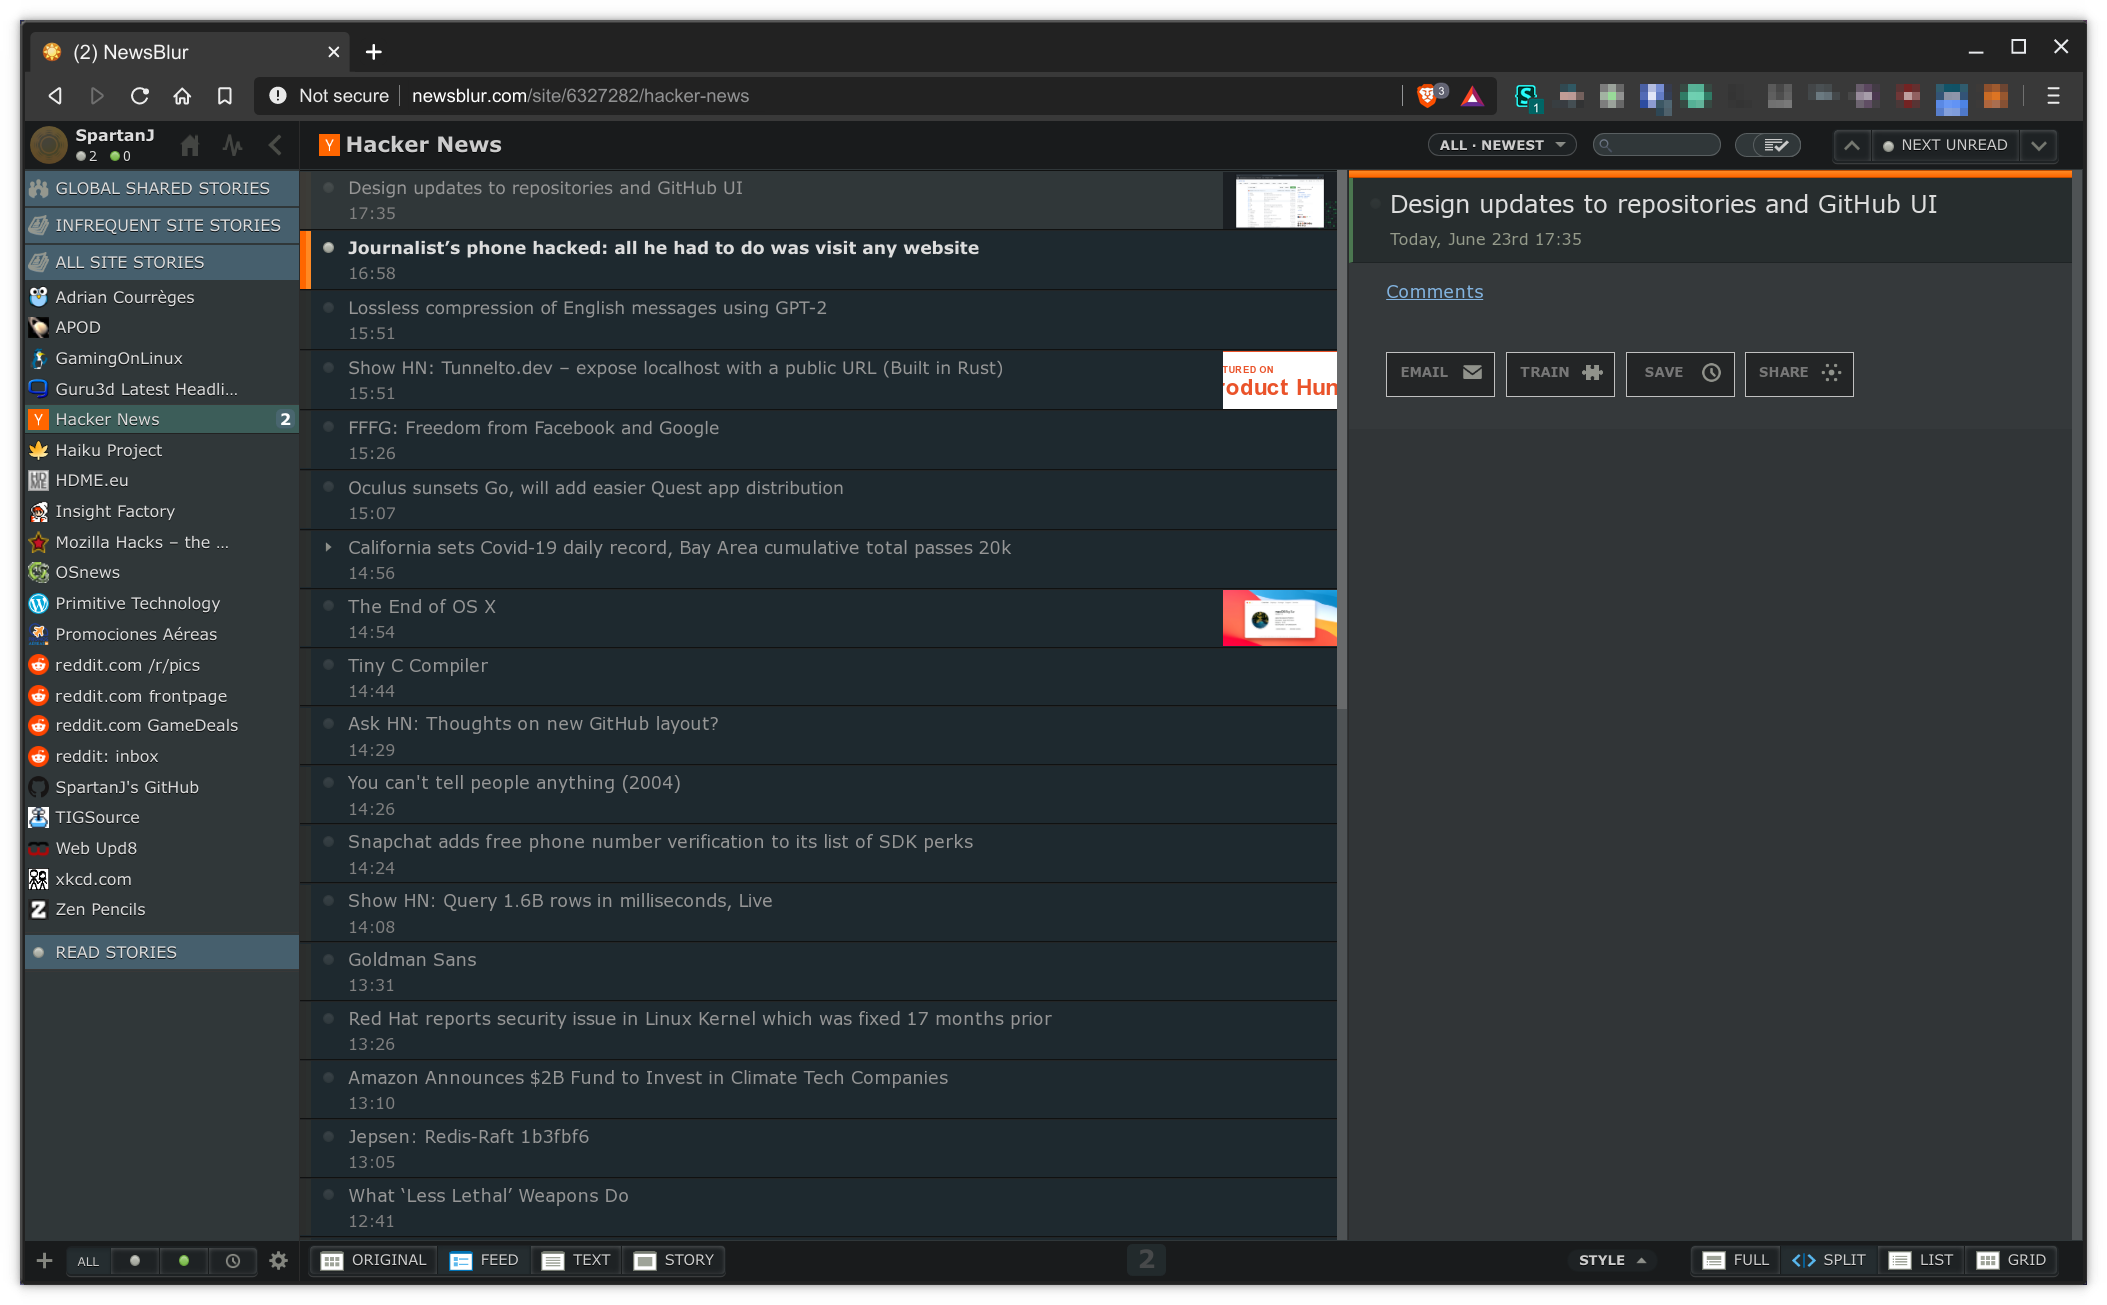 (2) NewsBlur
Not secure newsblur.com/site/6327282/hacker-news
3
1
SpartanJ
2 0
Hacker News
ALL · NEWEST
NEXT UNREAD
GLOBAL SHARED STORIES
INFREQUENT SITE STORIES
ALL SITE STORIES
Adrian Courrèges
APOD
GamingOnLinux
Guru3d Latest Headli...
Hacker News 2
Haiku Project
HDME.eu
Insight Factory
Mozilla Hacks – the ...
OSnews
Primitive Technology
Promociones Aéreas
reddit.com /r/pics
reddit.com frontpage
reddit.com GameDeals
reddit: inbox
SpartanJ's GitHub
TIGSource
Web Upd8
xkcd.com
Zen Pencils
READ STORIES
ALL
Design updates to repositories and GitHub UI
17:35
Journalist’s phone hacked: all he had to do was visit any website
16:58
Lossless compression of English messages using GPT-2
15:51
Show HN: Tunnelto.dev – expose localhost with a public URL (Built in Rust)
15:51
TURED ON
oduct Hun
FFFG: Freedom from Facebook and Google
15:26
Oculus sunsets Go, will add easier Quest app distribution
15:07
California sets Covid-19 daily record, Bay Area cumulative total passes 20k
14:56
The End of OS X
14:54
Tiny C Compiler
14:44
Ask HN: Thoughts on new GitHub layout?
14:29
You can't tell people anything (2004)
14:26
Snapchat adds free phone number verification to its list of SDK perks
14:24
Show HN: Query 1.6B rows in milliseconds, Live
14:08
Goldman Sans
13:31
Red Hat reports security issue in Linux Kernel which was fixed 17 months prior
13:26
Amazon Announces $2B Fund to Invest in Climate Tech Companies
13:10
Jepsen: Redis-Raft 1b3fbf6
13:05
What ‘Less Lethal’ Weapons Do
12:41
Design updates to repositories and GitHub UI
Today, June 23rd 17:35
Comments
EMAIL TRAIN SAVE SHARE
ORIGINAL FEED TEXT STORY
2
STYLE FULL SPLIT LIST GRID